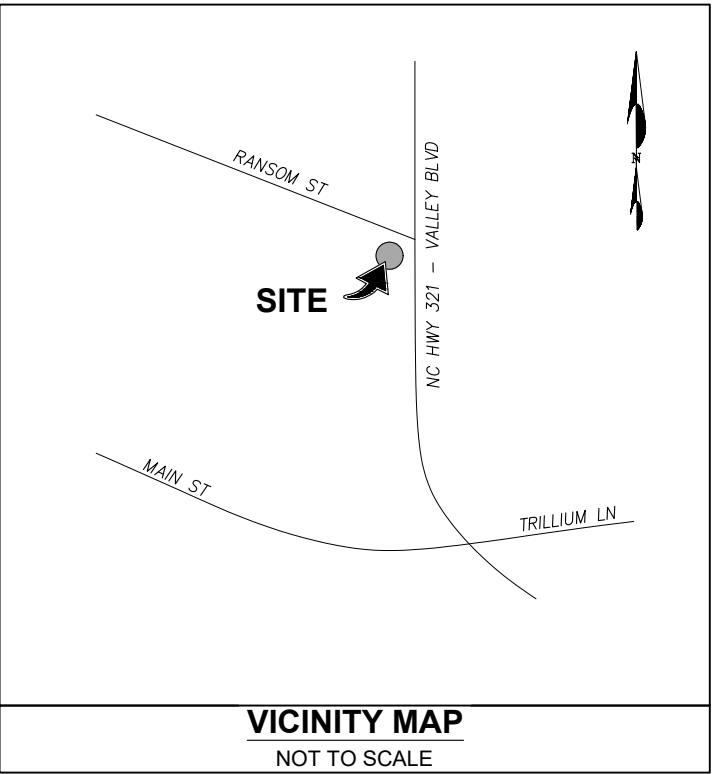 RANSOM ST
NC HWY 321 - VALLEY BLVD
N
SITE
MAIN ST
TRILLIUM LN
VICINITY MAP
NOT TO SCALE